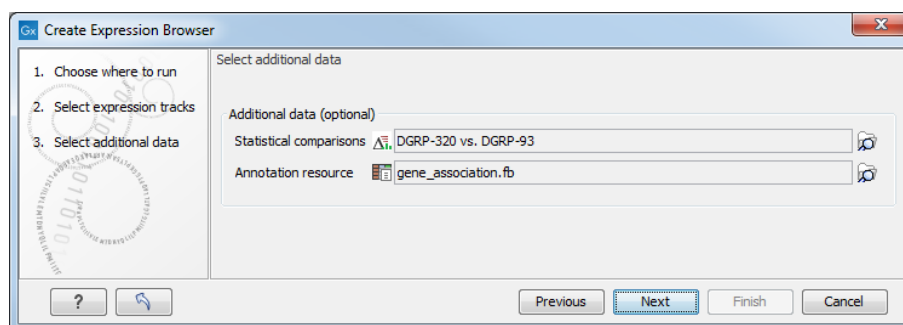 Gx Create Expression Browser
1. Choose where to run
2. Select expression tracks
3. Select additional data
Select additional data
Additional data (optional)
Statistical comparisons DGRP-320 vs. DGRP-93
Annotation resource gene_association.fb
? Previous Next Finish Cancel